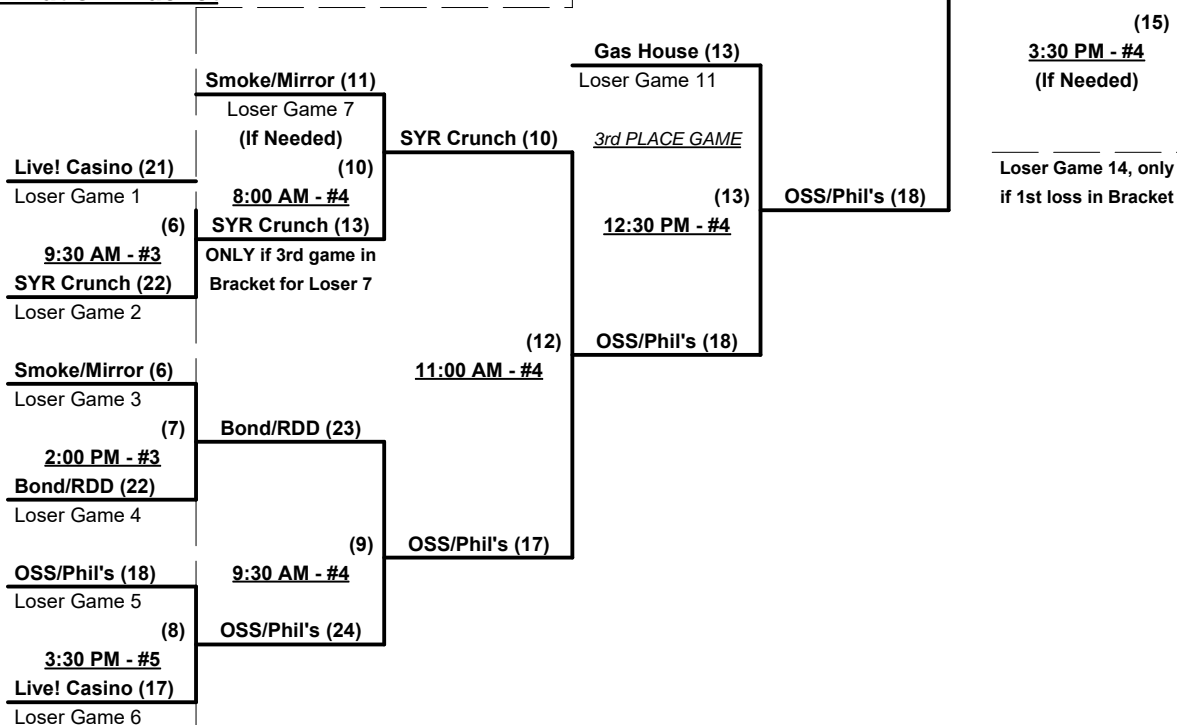 (15)
Gas House (13)
3:30 PM - #4
Smoke/Mirror (11)
Loser Game 11
(If Needed)
Loser Game 7
(If Needed)
SYR Crunch (10)
3rd PLACE GAME
Live! Casino (21)
(10)
Loser Game 14, only
Loser Game 1
8:00 AM - #4
(13)
OSS/Phil's (18)
if 1st loss in Bracket
(6)
SYR Crunch (13)
12:30 PM - #4
9:30 AM - #3
ONLY if 3rd game in
SYR Crunch (22)
Bracket for Loser 7
Loser Game 2
(12)
OSS/Phil's (18)
Smoke/Mirror (6)
11:00 AM - #4
Loser Game 3
(7)
Bond/RDD (23)
2:00 PM - #3
Bond/RDD (22)
Loser Game 4
(9)
OSS/Phil's (17)
OSS/Phil's (18)
9:30 AM - #4
Loser Game 5
(8)
OSS/Phil's (24)
3:30 PM - #5
Live! Casino (17)
Loser Game 6